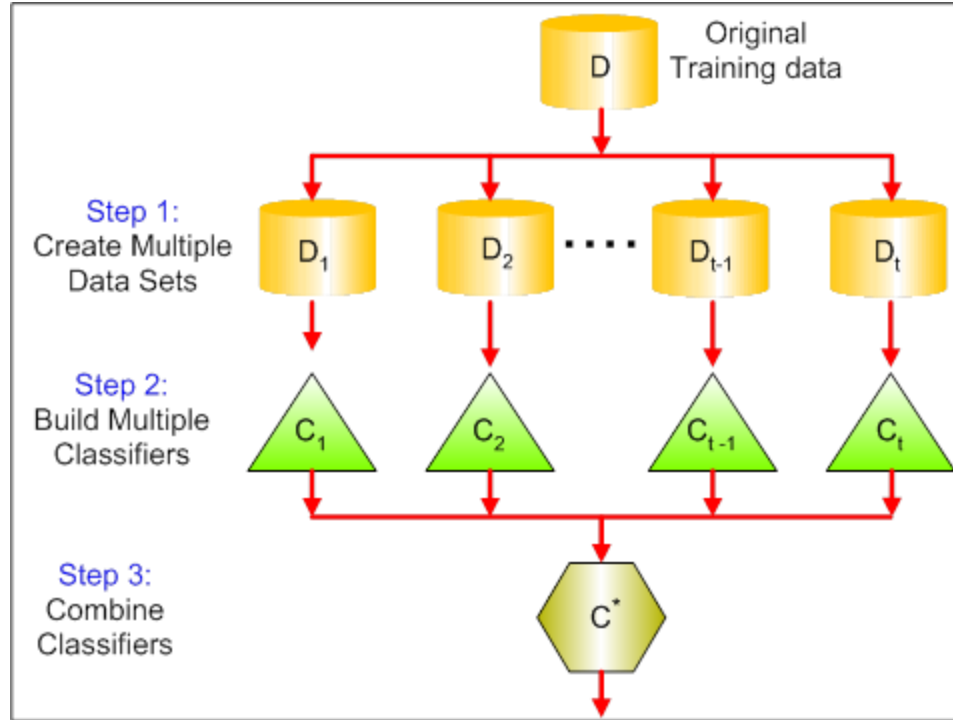 D
Original
Training data
Step 1:
Create Multiple
Data Sets
D₁
D₂
....
Dₜ₋₁
Dₜ
Step 2:
Build Multiple
Classifiers
C₁
C₂
Cₜ₋₁
Cₜ
Step 3:
Combine
Classifiers
C*